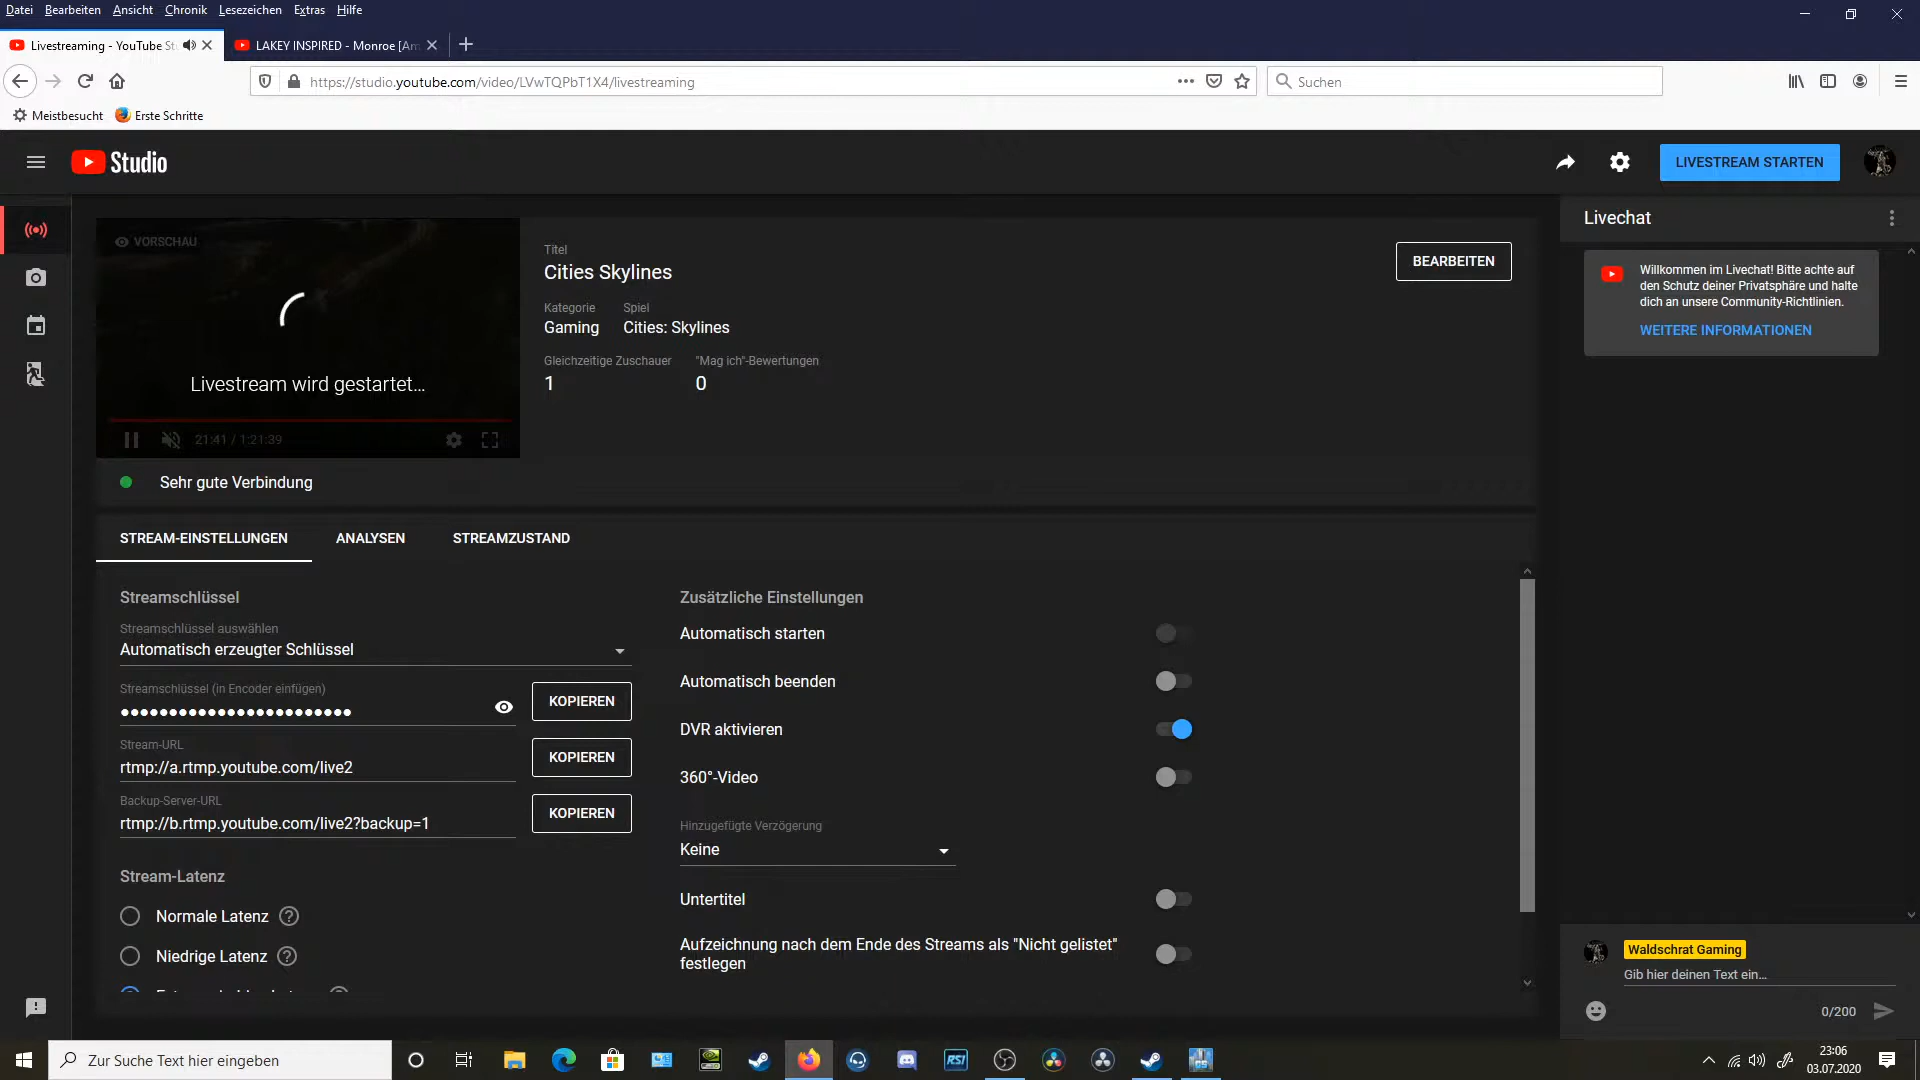 Datei Bearbeiten Ansicht Chronik Lesezeichen Extras Hilfe
Livestreaming - YouTube St
LAKEY INSPIRED - Monroe [Am
https://studio.youtube.com/video/LVwTQPbT1X4/livestreaming
Suchen
Meistbesucht Erste Schritte
Studio
LIVESTREAM STARTEN
VORSCHAU
Livestream wird gestartet...
21:41 / 1:21:39
Sehr gute Verbindung
Titel
Cities Skylines
BEARBEITEN
Kategorie Spiel
Gaming Cities: Skylines
Gleichzeitige Zuschauer "Mag ich"-Bewertungen
1 0
STREAM-EINSTELLUNGEN ANALYSEN STREAMZUSTAND
Streamschlüssel
Streamschlüssel auswählen
Automatisch erzeugter Schlüssel
Streamschlüssel (in Encoder einfügen)
KOPIEREN
Stream-URL
rtmp://a.rtmp.youtube.com/live2
KOPIEREN
Backup-Server-URL
rtmp://b.rtmp.youtube.com/live2?backup=1
KOPIEREN
Stream-Latenz
Normale Latenz
Niedrige Latenz
Zusätzliche Einstellungen
Automatisch starten
Automatisch beenden
DVR aktivieren
360°-Video
Hinzugefügte Verzögerung
Keine
Untertitel
Aufzeichnung nach dem Ende des Streams als "Nicht gelistet"
festlegen
Livechat
Willkommen im Livechat! Bitte achte auf
den Schutz deiner Privatsphäre und halte
dich an unsere Community-Richtlinien.
WEITERE INFORMATIONEN
Waldschrat Gaming
Gib hier deinen Text ein...
0/200
Zur Suche Text hier eingeben
RSI
23:06
03.07.2020